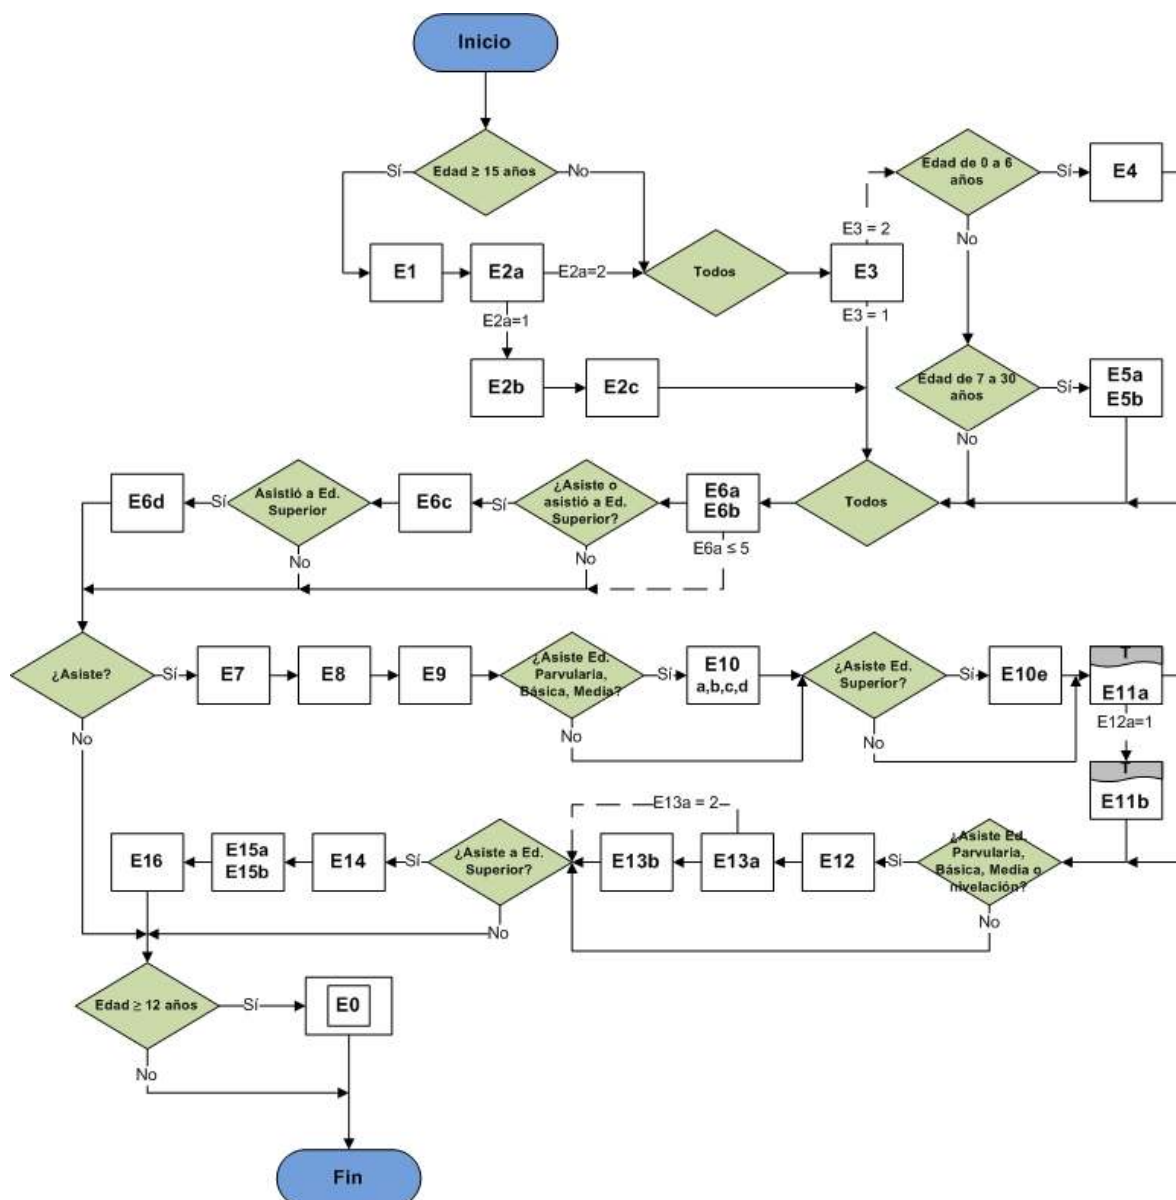 Inicio
Edad ≥ 15 años
Sí
No
Edad de 0 a 6
años
Sí
E4
No
E3 = 2
E1
E2a
E2a=2
Todos
E3
E2a=1
E3 = 1
E2b
E2c
Edad de 7 a 30
años
Sí
E5a
E5b
No
E6d
Sí
Asistió a Ed.
Superior
E6c
Sí
¿Asiste o
asistió a Ed.
Superior?
E6a
E6b
Todos
E6a ≤ 5
No
No
¿Asiste?
Sí
E7
E8
E9
¿Asiste Ed.
Parvularia,
Básica, Media?
Sí
E10
a,b,c,d
¿Asiste Ed.
Superior?
Sí
E10e
T
E11a
No
No
No
E12a=1
T
E11b
E13a = 2
E16
E15a
E15b
E14
Sí
¿Asiste a Ed.
Superior?
E13b
E13a
E12
Si
¿Asiste Ed.
Parvularia,
Básica, Media o
nivelación?
No
No
Edad ≥ 12 años
Sí
E0
No
Fin